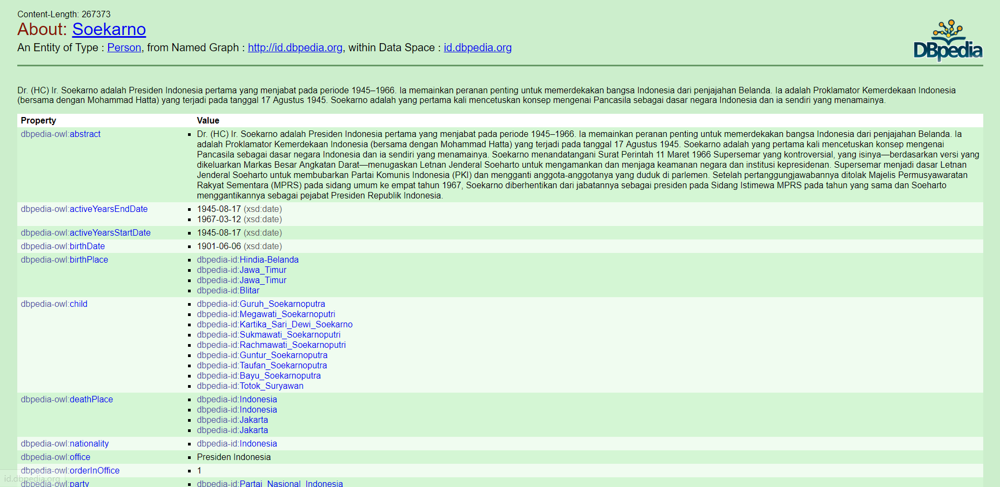 Content-Length: 267373
About: Soekarno
An Entity of Type : Person, from Named Graph : http://id.dbpedia.org, within Data Space : id.dbpedia.org
DBpedia
Dr. (HC) Ir. Soekarno adalah Presiden Indonesia pertama yang menjabat pada periode 1945–1966. Ia memainkan peranan penting untuk memerdekakan bangsa Indonesia dari penjajahan Belanda. Ia adalah Proklamator Kemerdekaan Indonesia
(bersama dengan Mohammad Hatta) yang terjadi pada tanggal 17 Agustus 1945. Soekarno adalah yang pertama kali mencetuskan konsep mengenai Pancasila sebagai dasar negara Indonesia dan ia sendiri yang menamainya.
Property Value
dbpedia-owl:abstract Dr. (HC) Ir. Soekarno adalah Presiden Indonesia pertama yang menjabat pada periode 1945–1966. Ia memainkan peranan penting untuk memerdekakan bangsa Indonesia dari penjajahan Belanda. Ia
adalah Proklamator Kemerdekaan Indonesia (bersama dengan Mohammad Hatta) yang terjadi pada tanggal 17 Agustus 1945. Soekarno adalah yang pertama kali mencetuskan konsep mengenai
Pancasila sebagai dasar negara Indonesia dan ia sendiri yang menamainya. Soekarno menandatangani Surat Perintah 11 Maret 1966 Supersemar yang kontroversial, yang isinya—berdasarkan versi yang
dikeluarkan Markas Besar Angkatan Darat—menugaskan Letnan Jenderal Soeharto untuk mengamankan dan menjaga keamanan negara dan institusi kepresidenan. Supersemar menjadi dasar Letnan
Jenderal Soeharto untuk membubarkan Partai Komunis Indonesia (PKI) dan mengganti anggota-anggotanya yang duduk di parlemen. Setelah pertanggungjawabannya ditolak Majelis Permusyawaratan
Rakyat Sementara (MPRS) pada sidang umum ke empat tahun 1967, Soekarno diberhentikan dari jabatannya sebagai presiden pada Sidang Istimewa MPRS pada tahun yang sama dan Soeharto
menggantikannya sebagai pejabat Presiden Republik Indonesia.
dbpedia-owl:activeYearsEndDate 1945-08-17 (xsd:date)
1967-03-12 (xsd:date)
dbpedia-owl:activeYearsStartDate 1945-08-17 (xsd:date)
dbpedia-owl:birthDate 1901-06-06 (xsd:date)
dbpedia-owl:birthPlace dbpedia-id:Hindia-Belanda
dbpedia-id:Jawa_Timur
dbpedia-id:Jawa_Timur
dbpedia-id:Blitar
dbpedia-owl:child dbpedia-id:Guruh_Soekarnoputra
dbpedia-id:Megawati_Soekarnoputri
dbpedia-id:Kartika_Sari_Dewi_Soekarno
dbpedia-id:Sukmawati_Soekarnoputri
dbpedia-id:Rachmawati_Soekarnoputri
dbpedia-id:Guntur_Soekarnoputra
dbpedia-id:Taufan_Soekarnoputra
dbpedia-id:Bayu_Soekarnoputra
dbpedia-id:Totok_Suryawan
dbpedia-owl:deathPlace dbpedia-id:Indonesia
dbpedia-id:Indonesia
dbpedia-id:Jakarta
dbpedia-id:Jakarta
dbpedia-owl:nationality dbpedia-id:Indonesia
dbpedia-owl:office Presiden Indonesia
dbpedia-owl:orderInOffice 1
id.dbpedia.org
dbpedia-owl:party dbpedia-id:Partai_Nasional_Indonesia